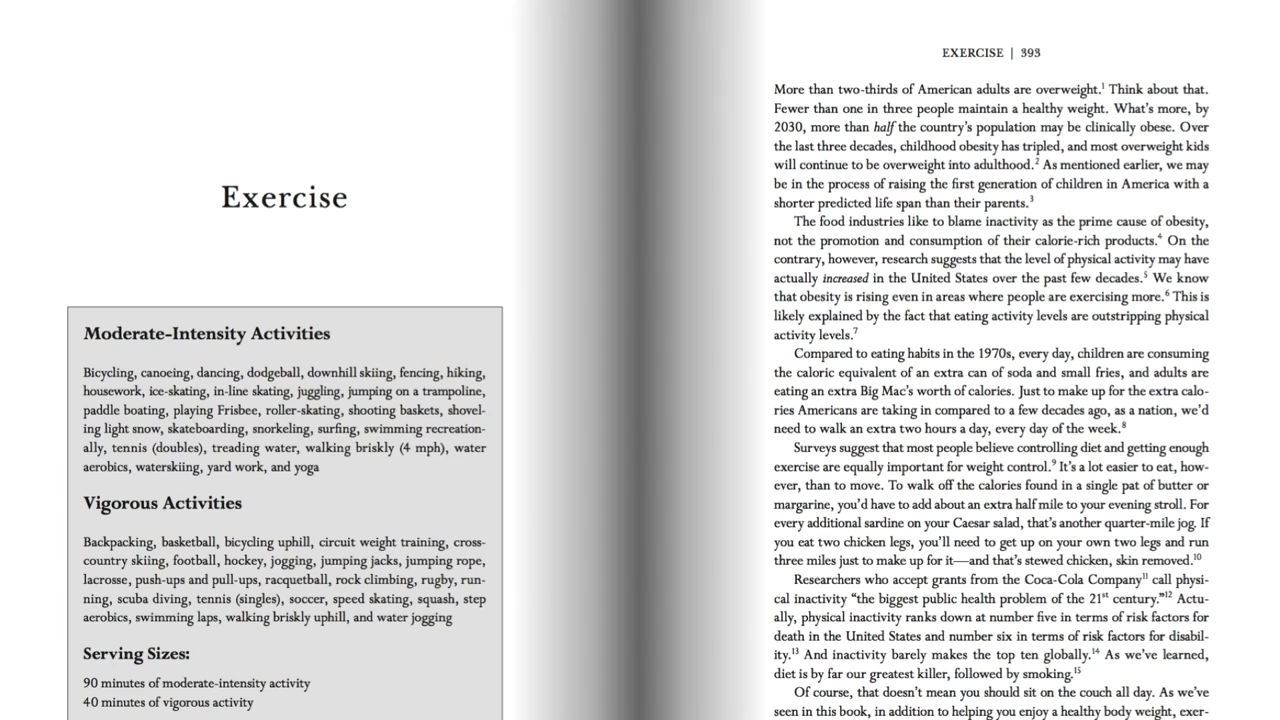 Exercise
Moderate-Intensity Activities
Bicycling, canoeing, dancing, dodgeball, downhill skiing, fencing, hiking,
housework, ice-skating, in-line skating, juggling, jumping on a trampoline,
paddle boating, playing Frisbee, roller-skating, shooting baskets, shovel-
ing light snow, skateboarding, snorkeling, surfing, swimming recreation-
ally, tennis (doubles), treading water, walking briskly (4 mph), water
aerobics, waterskiing, yard work, and yoga
Vigorous Activities
Backpacking, basketball, bicycling uphill, circuit weight training, cross-
country skiing, football, hockey, jogging, jumping jacks, jumping rope,
lacrosse, push-ups and pull-ups, racquetball, rock climbing, rugby, run-
ning, scuba diving, tennis (singles), soccer, speed skating, squash, step
aerobics, swimming laps, walking briskly uphill, and water jogging
Serving Sizes:
90 minutes of moderate-intensity activity
40 minutes of vigorous activity
EXERCISE | 393
More than two-thirds of American adults are overweight.¹ Think about that.
Fewer than one in three people maintain a healthy weight. What's more, by
2030, more than half the country's population may be clinically obese. Over
the last three decades, childhood obesity has tripled, and most overweight kids
will continue to be overweight into adulthood.² As mentioned earlier, we may
be in the process of raising the first generation of children in America with a
shorter predicted life span than their parents.³
The food industries like to blame inactivity as the prime cause of obesity,
not the promotion and consumption of their calorie-rich products.⁴ On the
contrary, however, research suggests that the level of physical activity may have
actually increased in the United States over the past few decades.⁵ We know
that obesity is rising even in areas where people are exercising more.⁶ This is
likely explained by the fact that eating activity levels are outstripping physical
activity levels.⁷
Compared to eating habits in the 1970s, every day, children are consuming
the caloric equivalent of an extra can of soda and small fries, and adults are
eating an extra Big Mac's worth of calories. Just to make up for the extra calo-
ries Americans are taking in compared to a few decades ago, as a nation, we'd
need to walk an extra two hours a day, every day of the week.⁸
Surveys suggest that most people believe controlling diet and getting enough
exercise are equally important for weight control.⁹ It's a lot easier to eat, how-
ever, than to move. To walk off the calories found in a single pat of butter or
margarine, you'd have to add about an extra half mile to your evening stroll. For
every additional sardine on your Caesar salad, that's another quarter-mile jog. If
you eat two chicken legs, you'll need to get up on your own two legs and run
three miles just to make up for it—and that's stewed chicken, skin removed.¹⁰
Researchers who accept grants from the Coca-Cola Company¹¹ call physi-
cal inactivity "the biggest public health problem of the 21ˢᵗ century."¹² Actu-
ally, physical inactivity ranks down at number five in terms of risk factors for
death in the United States and number six in terms of risk factors for disabil-
ity.¹³ And inactivity barely makes the top ten globally.¹⁴ As we've learned,
diet is by far our greatest killer, followed by smoking.¹⁵
Of course, that doesn't mean you should sit on the couch all day. As we've
seen in this book, in addition to helping you enjoy a healthy body weight, exer-